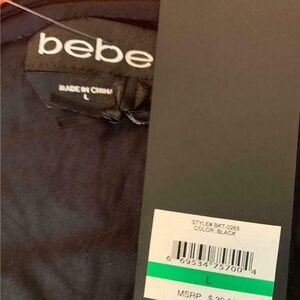 bebe
MADE IN CHINA
L
STYLE# BKT-0265
COLOR: BLACK
6 69534 75700 4
L
MSRP